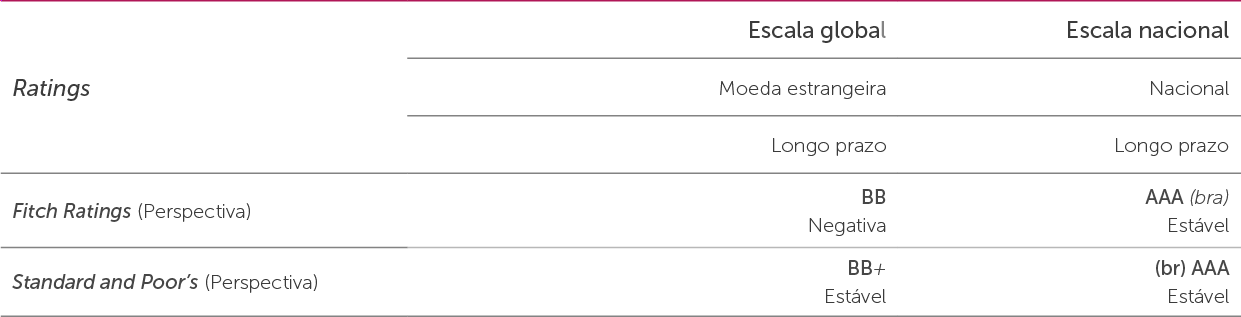 Escala global Escala nacional
Ratings Moeda estrangeira Nacional
Longo prazo Longo prazo
Fitch Ratings (Perspectiva) BB AAA (bra)
Negativa Estável
Standard and Poor’s (Perspectiva) BB+ (br) AAA
Estável Estável